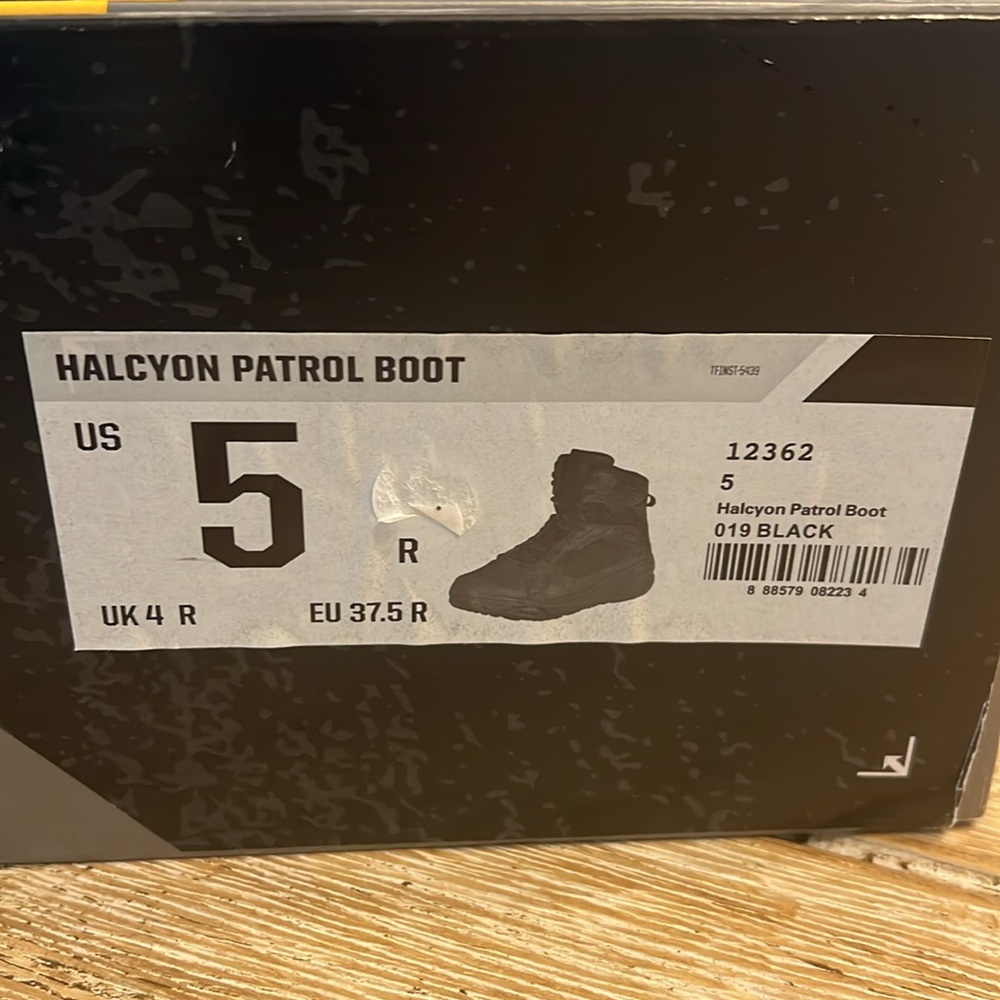 HALCYON PATROL BOOT
TFINST-5439
US 5 R
UK 4 R EU 37.5 R
12362
5
Halcyon Patrol Boot
019 BLACK
8 88579 08223 4